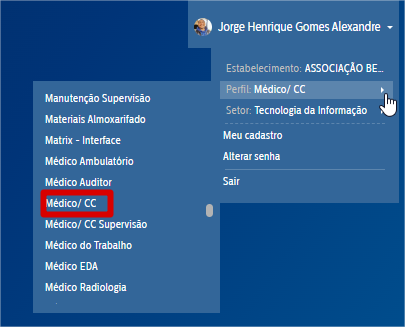 Jorge Henrique Gomes Alexandre
Estabelecimento: ASSOCIAÇÃO BE...
Perfil: Médico/ CC
Setor: Tecnologia da Informação
Meu cadastro
Alterar senha
Sair
Manutenção Supervisão
Materiais Almoxarifado
Matrix - Interface
Médico Ambulatório
Médico Auditor
Médico/ CC
Médico/ CC Supervisão
Médico do Trabalho
Médico EDA
Médico Radiologia